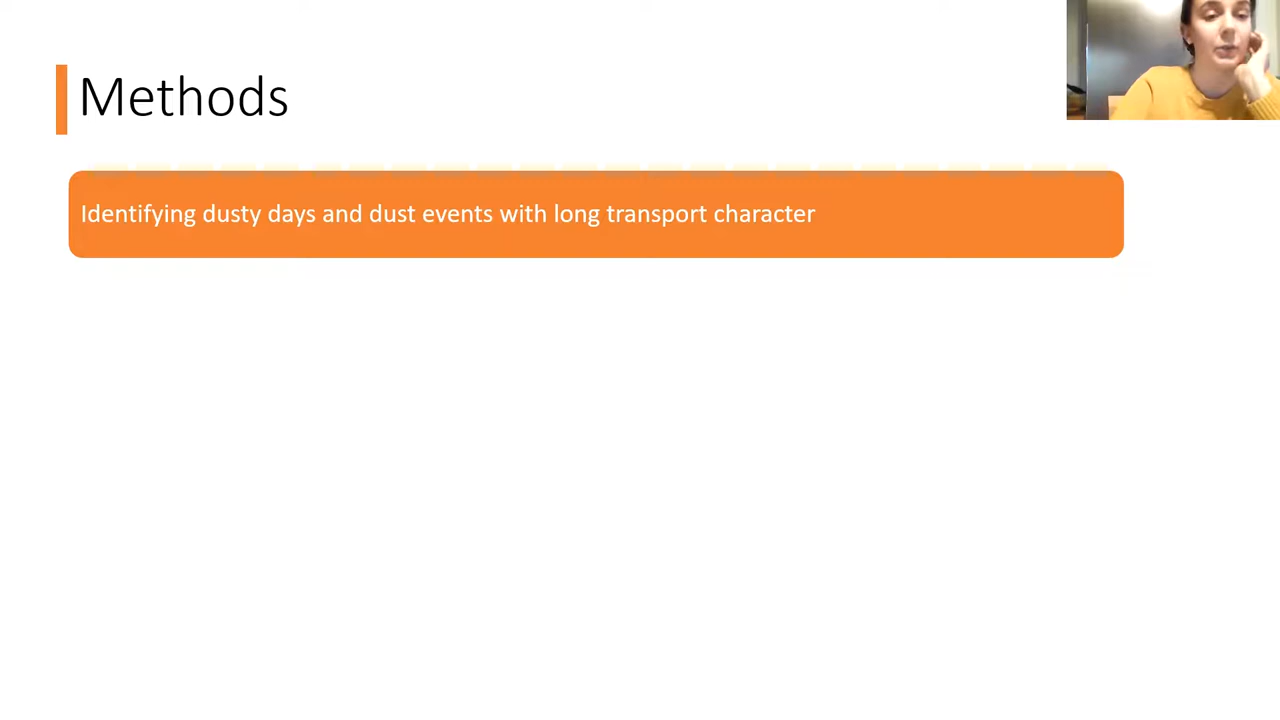 Methods
Identifying dusty days and dust events with long transport character